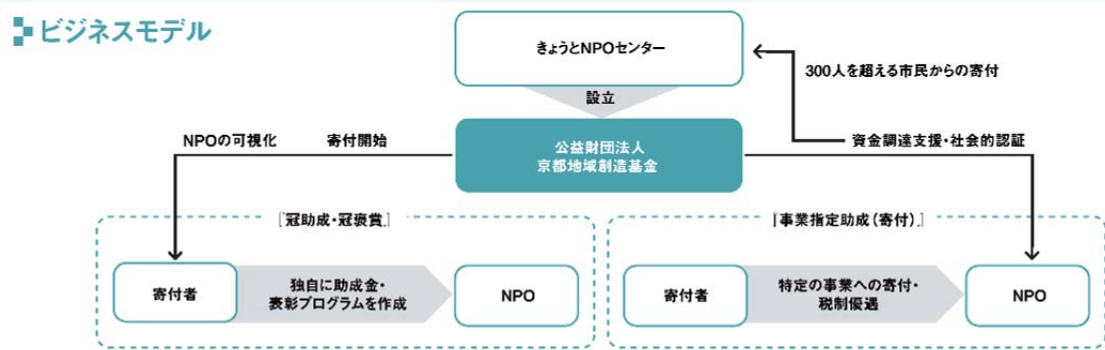 ビジネスモデル
きょうとNPOセンター
300人を超える市民からの寄付
設立
NPOの可視化
寄付開始
公益財団法人
京都地域創造基金
資金調達支援・社会的認証
『冠助成・冠褒賞』
『事業指定助成(寄付)』
寄付者
独自に助成金・
表彰プログラムを作成
NPO
寄付者
特定の事業への寄付・
税制優遇
NPO